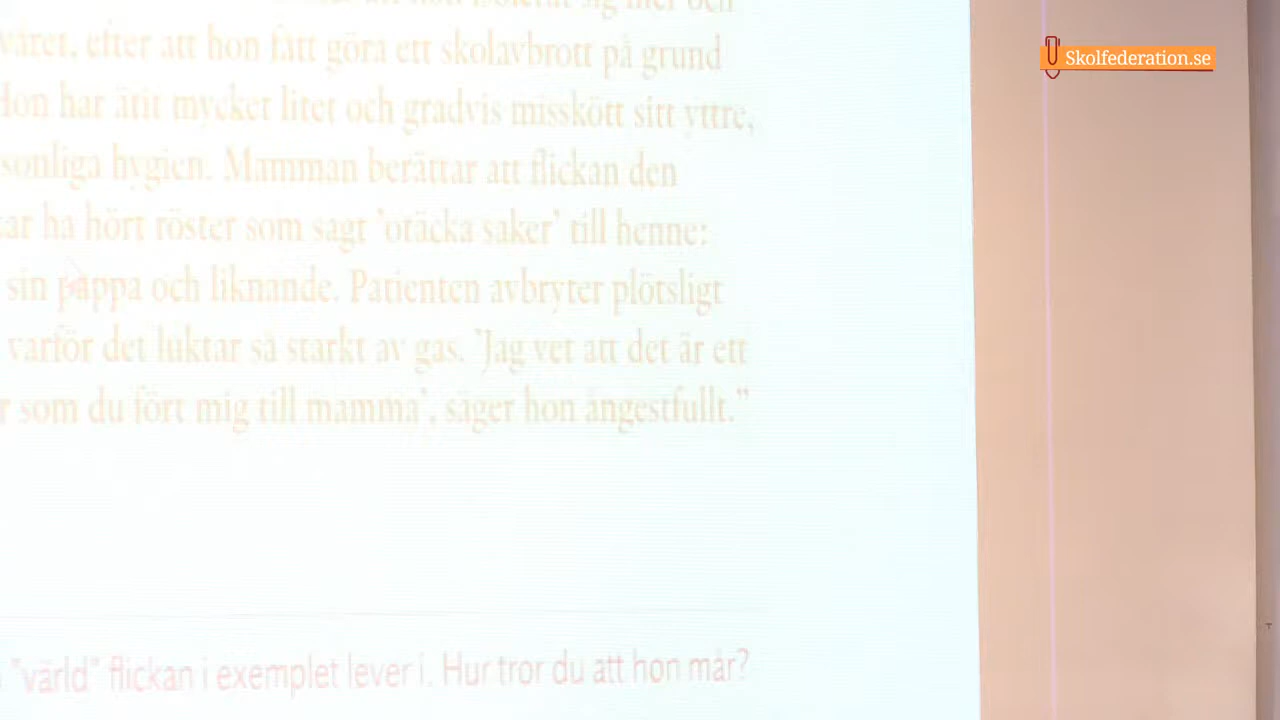 våret, efter att hon fått göra ett skolavbrott på grund
Hon har ätit mycket litet och gradvis misskött sitt yttre,
sonliga hygien. Mamman berättar att flickan den
ha hört röster som sagt 'otäcka saker' till henne:
sin pappa och liknande. Patienten avbryter plötsligt
varför det luktar så starkt av gas. 'Jag vet att det är ett
som du fört mig till mamma', säger hon ångestfullt."
"värld" flickan i exemplet lever i. Hur tror du att hon mår?
Skolfederation.se